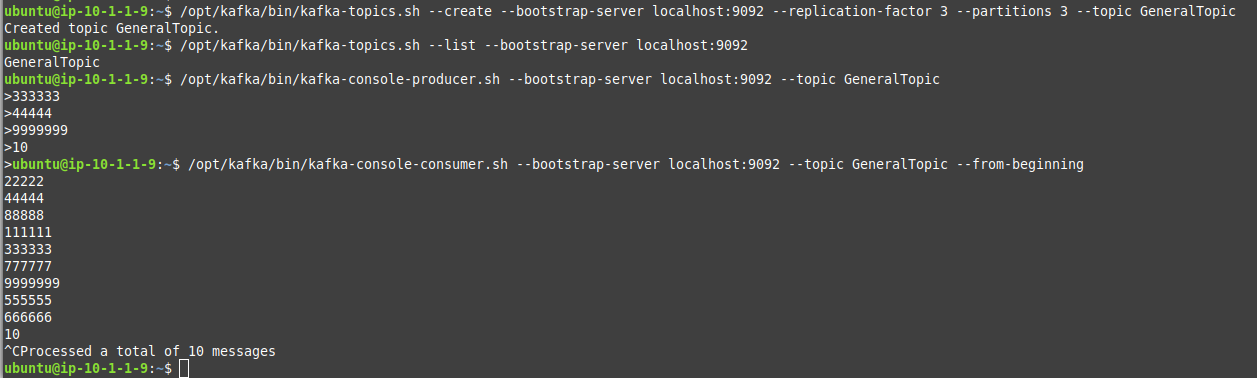 ubuntu@ip-10-1-1-9:~$ /opt/kafka/bin/kafka-topics.sh --create --bootstrap-server localhost:9092 --replication-factor 3 --partitions 3 --topic GeneralTopic
Created topic GeneralTopic.
ubuntu@ip-10-1-1-9:~$ /opt/kafka/bin/kafka-topics.sh --list --bootstrap-server localhost:9092
GeneralTopic
ubuntu@ip-10-1-1-9:~$ /opt/kafka/bin/kafka-console-producer.sh --bootstrap-server localhost:9092 --topic GeneralTopic
>333333
>44444
>9999999
>10
>ubuntu@ip-10-1-1-9:~$ /opt/kafka/bin/kafka-console-consumer.sh --bootstrap-server localhost:9092 --topic GeneralTopic --from-beginning
22222
44444
88888
111111
333333
777777
9999999
555555
666666
10
^CProcessed a total of 10 messages
ubuntu@ip-10-1-1-9:~$